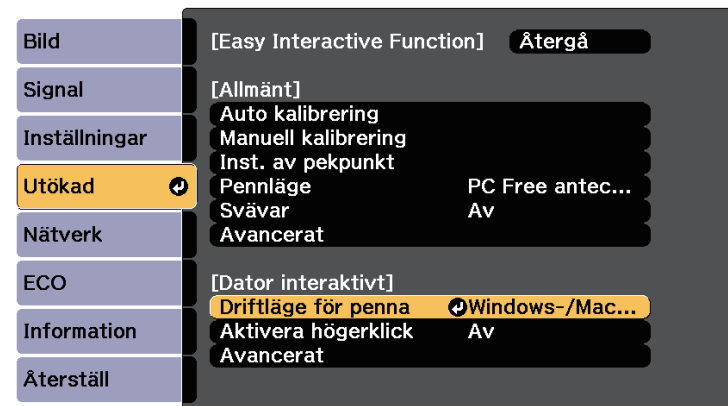 Bild
Signal
Inställningar
Utökad
Nätverk
ECO
Information
Återställ
[Easy Interactive Function] Återgå
[Allmänt]
Auto kalibrering
Manuell kalibrering
Inst. av pekpunkt
Pennläge PC Free antec...
Svävar Av
Avancerat
[Dator interaktivt]
Driftläge för penna Windows-/Mac...
Aktivera högerklick Av
Avancerat